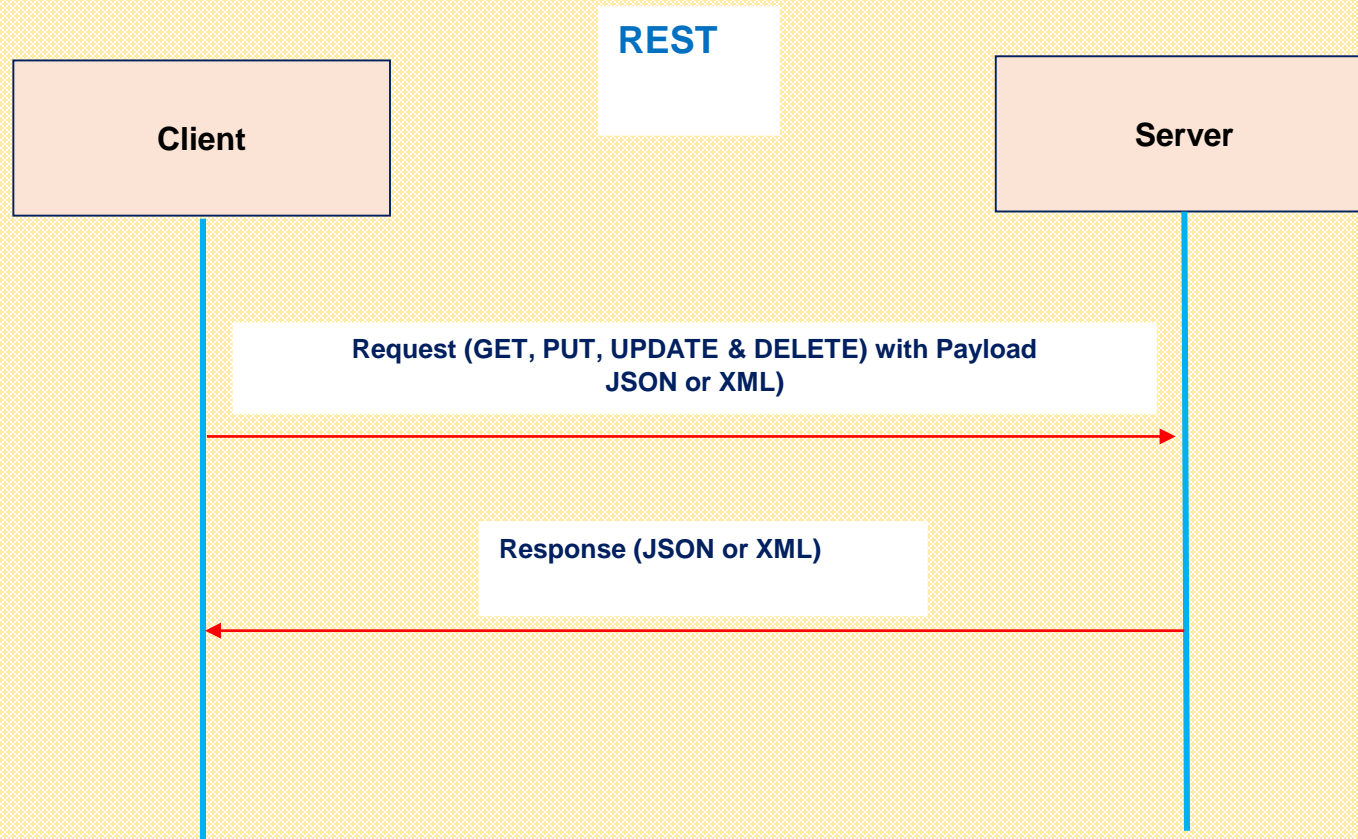 REST
Client
Server
Request (GET, PUT, UPDATE & DELETE) with Payload
JSON or XML)
Response (JSON or XML)